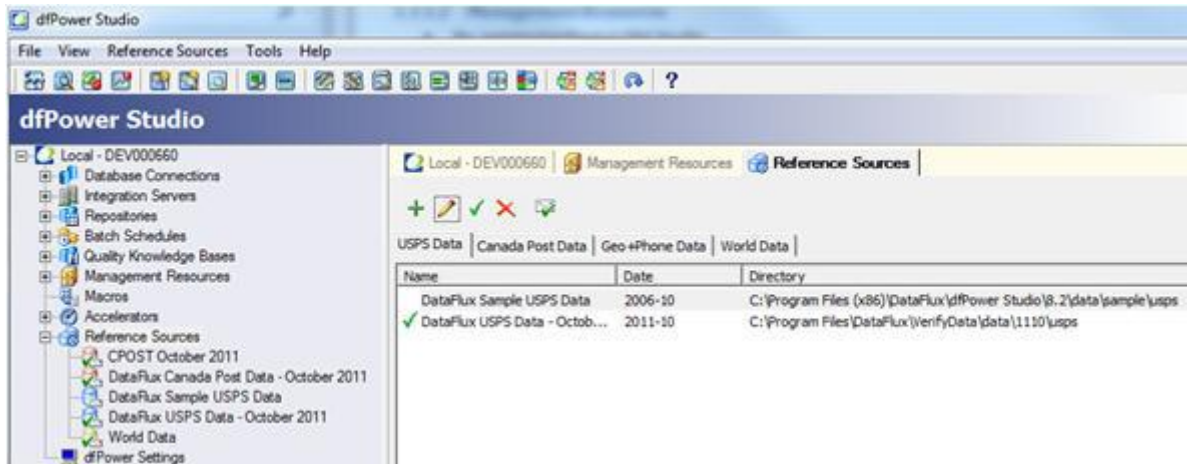 dfPower Studio
File View Reference Sources Tools Help
dfPower Studio
Local - DEV000660
Database Connections
Integration Servers
Repositories
Batch Schedules
Quality Knowledge Bases
Management Resources
Macros
Accelerators
Reference Sources
CPOST October 2011
DataFlux Canada Post Data - October 2011
DataFlux Sample USPS Data
DataFlux USPS Data - October 2011
World Data
dfPower Settings
Local - DEV000660 Management Resources Reference Sources
USPS Data Canada Post Data Geo+Phone Data World Data
Name Date Directory
DataFlux Sample USPS Data 2006-10 C:\Program Files (x86)\DataFlux\dfPower Studio\8.2\data\sample\usps
DataFlux USPS Data - Octob... 2011-10 C:\Program Files\DataFlux\VerifyData\data\1110\usps